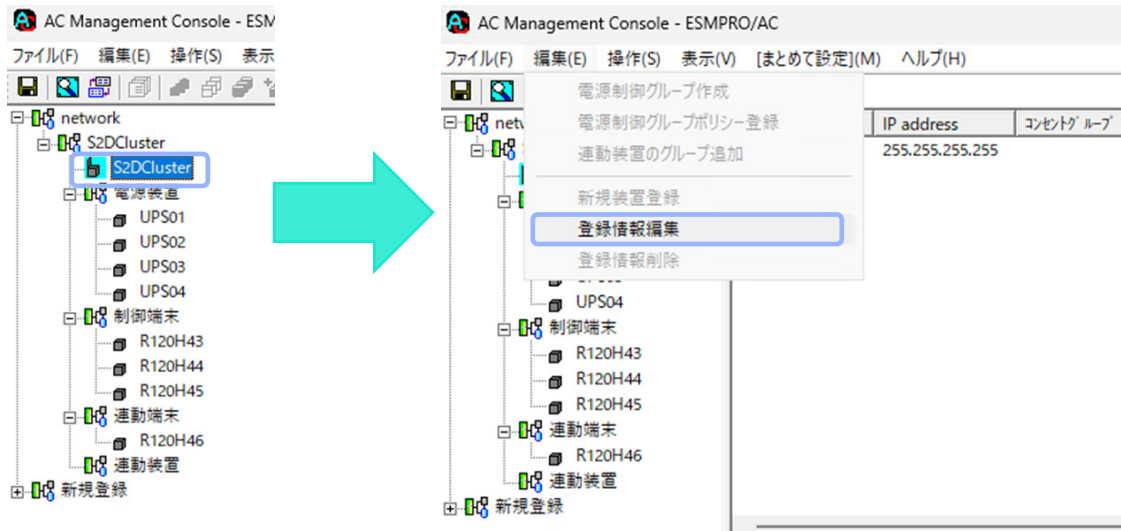 AC Management Console - ESM
ファイル(F) 編集(E) 操作(S) 表示
network
S2DCluster
S2DCluster
電源装置
UPS01
UPS02
UPS03
UPS04
制御端末
R120H43
R120H44
R120H45
連動端末
R120H46
連動装置
新規登録
AC Management Console - ESMPRO/AC
ファイル(F) 編集(E) 操作(S) 表示(V) [まとめて設定](M) ヘルプ(H)
電源制御グループ作成
電源制御グループポリシー登録
連動装置のグループ追加
新規装置登録
登録情報編集
登録情報削除
IP address コンセントグループ
255.255.255.255
netw
UPS04
制御端末
R120H43
R120H44
R120H45
連動端末
R120H46
連動装置
新規登録